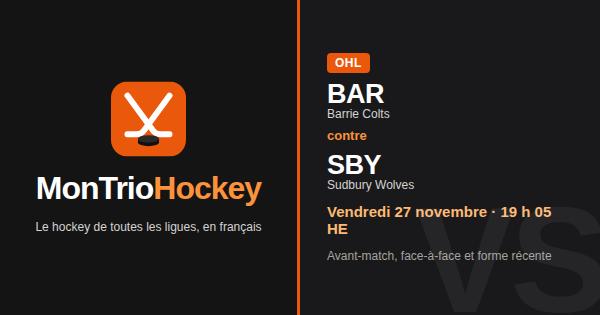 MonTrioHockey
Le hockey de toutes les ligues, en français
OHL
BAR
Barrie Colts
contre
SBY
Sudbury Wolves
Vendredi 27 novembre · 19 h 05
HE
Avant-match, face-à-face et forme récente
VS